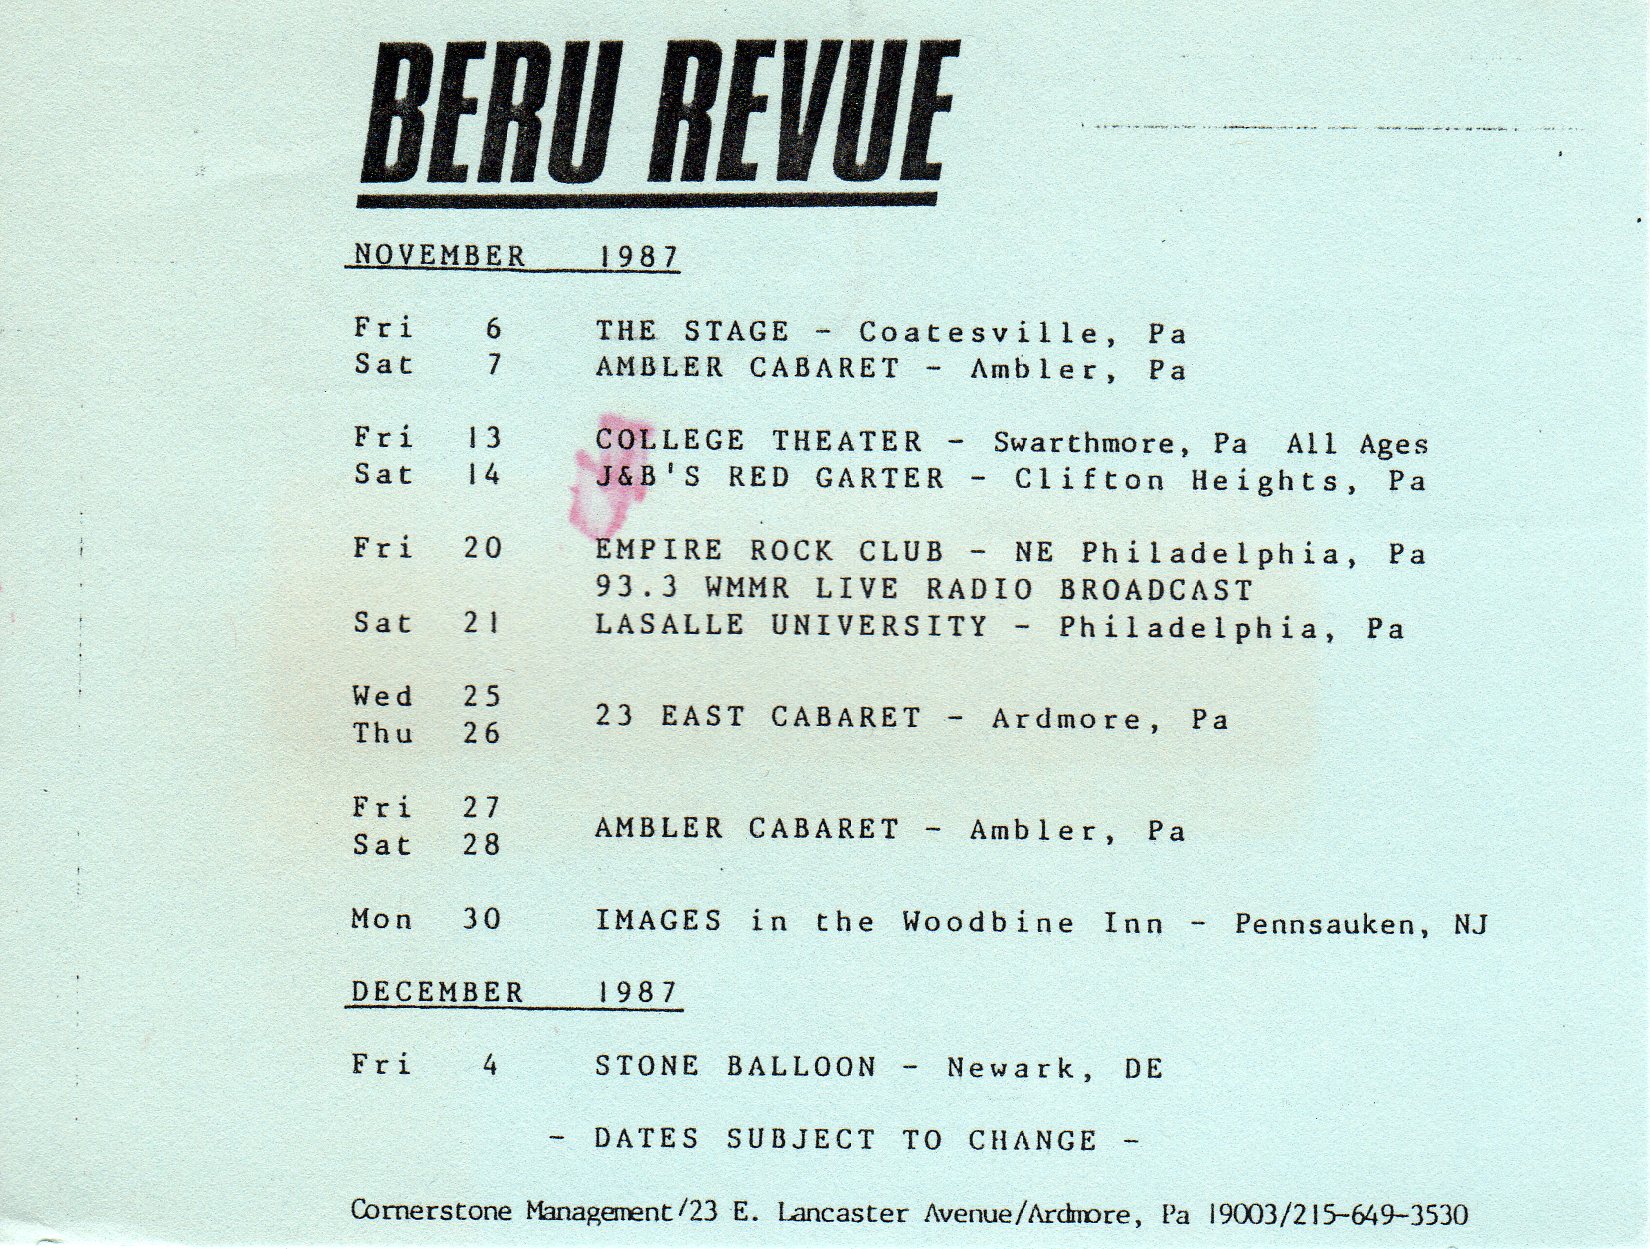 BERU REVUE
NOVEMBER 1987
Fri 6 THE STAGE - Coatesville, Pa
Sat 7 AMBLER CABARET - Ambler, Pa
Fri 13 COLLEGE THEATER - Swarthmore, Pa All Ages
Sat 14 J&B'S RED GARTER - Clifton Heights, Pa
Fri 20 EMPIRE ROCK CLUB - NE Philadelphia, Pa
93.3 WMMR LIVE RADIO BROADCAST
Sat 21 LASALLE UNIVERSITY - Philadelphia, Pa
Wed 25
23 EAST CABARET - Ardmore, Pa
Thu 26
Fri 27
AMBLER CABARET - Ambler, Pa
Sat 28
Mon 30 IMAGES in the Woodbine Inn - Pennsauken, NJ
DECEMBER 1987
Fri 4 STONE BALLOON - Newark, DE
- DATES SUBJECT TO CHANGE -
Cornerstone Management/23 E. Lancaster Avenue/Ardmore, Pa 19003/215-649-3530